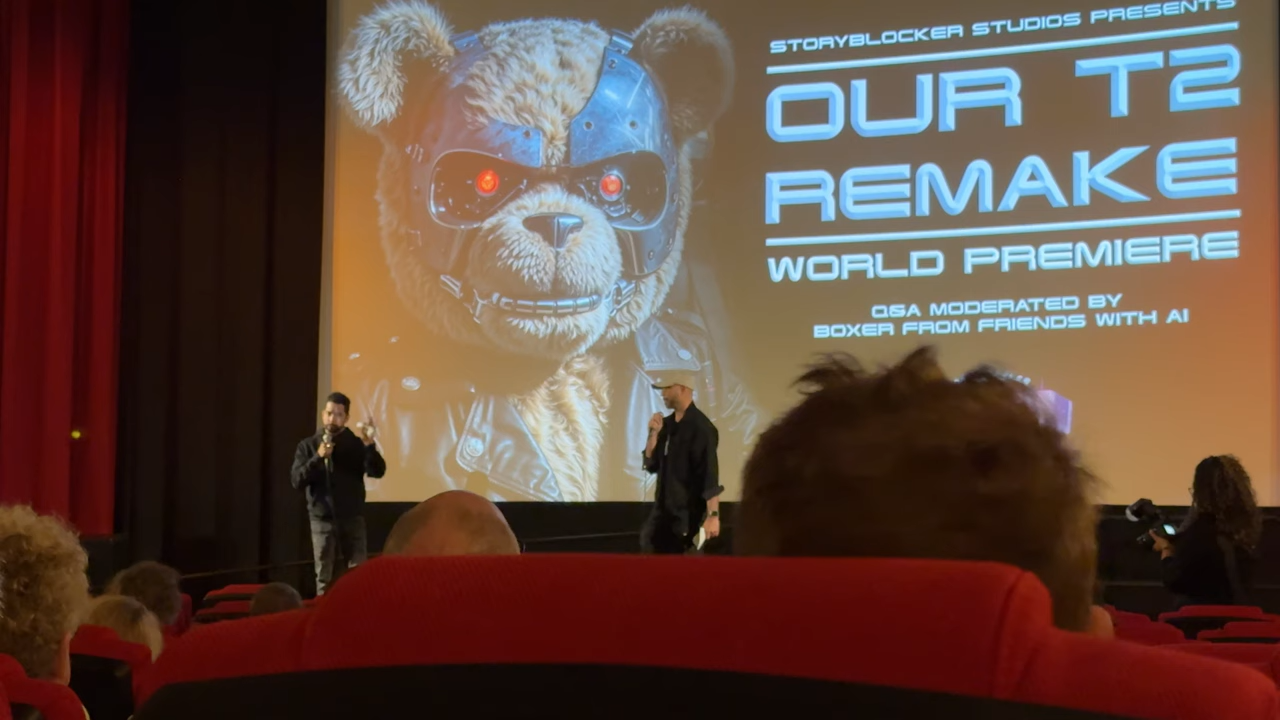 STORYBLOCKER STUDIOS PRESENTS
OUR T2
REMAKE
WORLD PREMIERE
Q&A MODERATED BY
BOXER FROM FRIENDS WITH AI